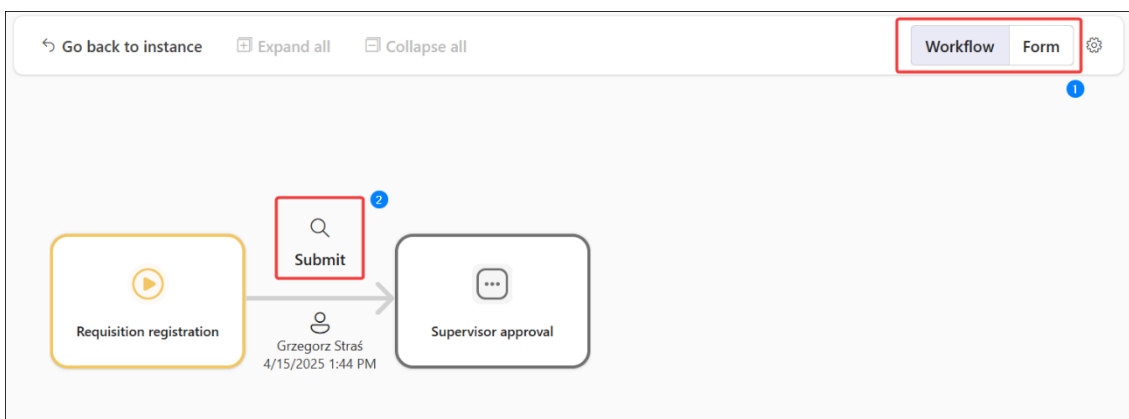 Go back to instance Expand all Collapse all Workflow Form
1
2
Submit
Requisition registration
Supervisor approval
Grzegorz Straś
4/15/2025 1:44 PM